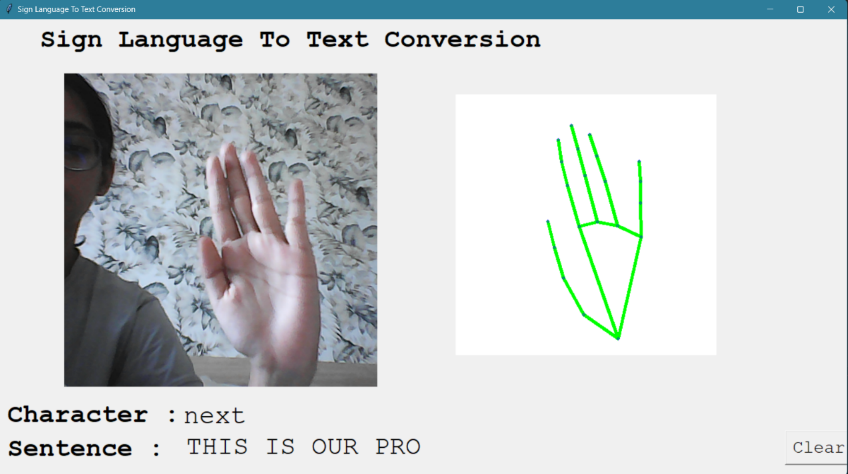 Sign Language To Text Conversion
Sign Language To Text Conversion
Character : next
Sentence : THIS IS OUR PRO
Clear